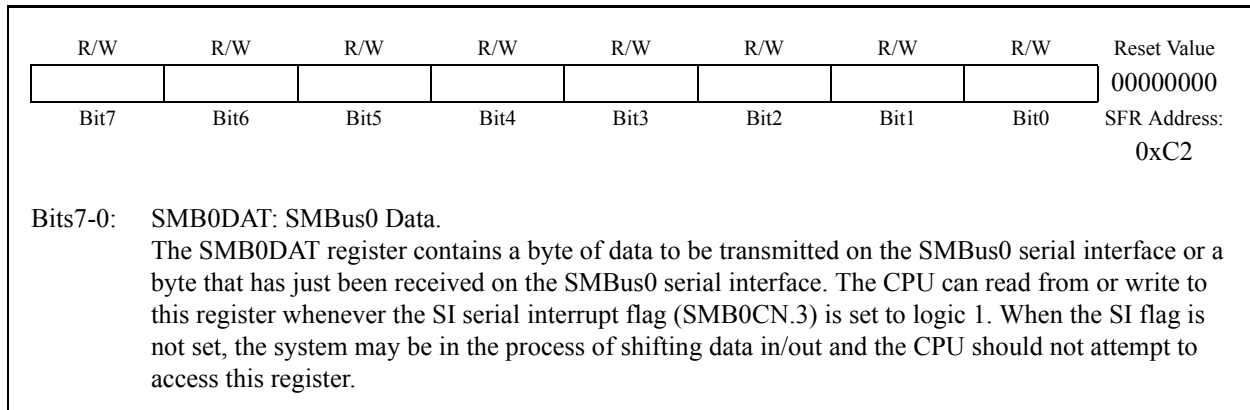 R/W R/W R/W R/W R/W R/W R/W R/W Reset Value
00000000
Bit7 Bit6 Bit5 Bit4 Bit3 Bit2 Bit1 Bit0 SFR Address:
0xC2
Bits7-0: SMB0DAT: SMBus0 Data.
The SMB0DAT register contains a byte of data to be transmitted on the SMBus0 serial interface or a
byte that has just been received on the SMBus0 serial interface. The CPU can read from or write to
this register whenever the SI serial interrupt flag (SMB0CN.3) is set to logic 1. When the SI flag is
not set, the system may be in the process of shifting data in/out and the CPU should not attempt to
access this register.